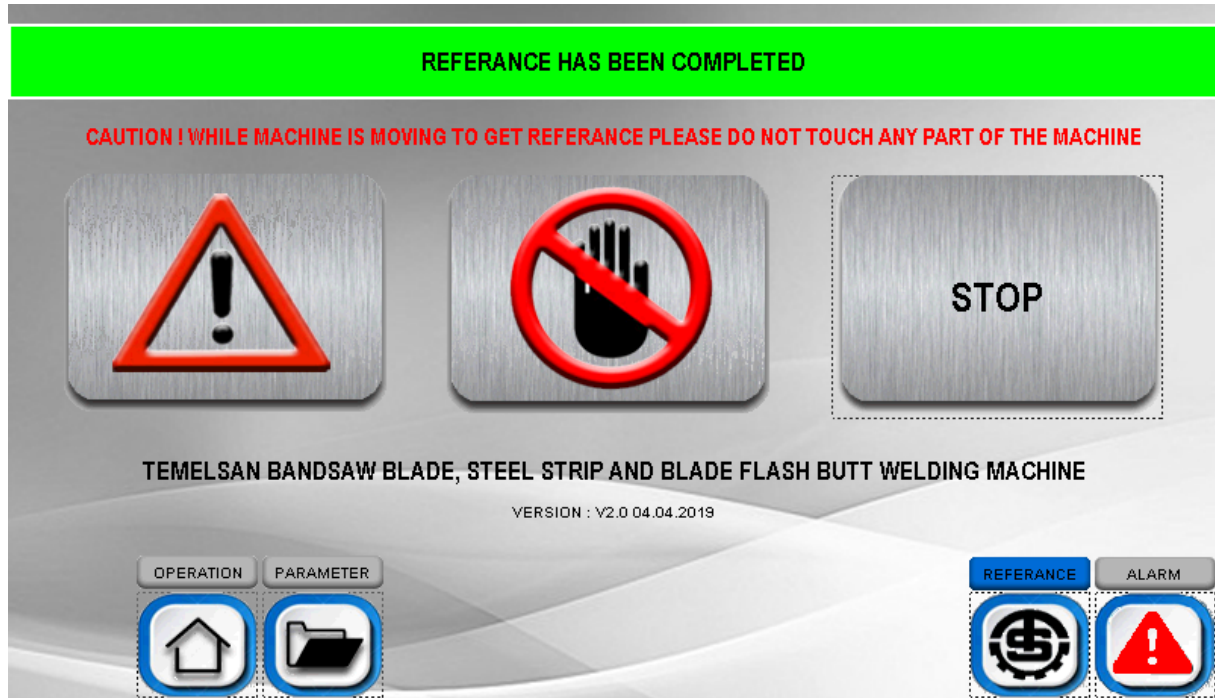 REFERANCE HAS BEEN COMPLETED
CAUTION ! WHILE MACHINE IS MOVING TO GET REFERANCE PLEASE DO NOT TOUCH ANY PART OF THE MACHINE
STOP
TEMELSAN BANDSAW BLADE, STEEL STRIP AND BLADE FLASH BUTT WELDING MACHINE
VERSION : V2.0 04.04.2019
OPERATION PARAMETER REFERANCE ALARM